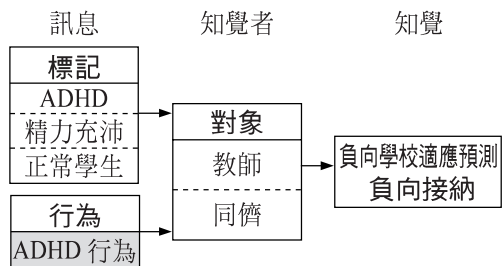 訊息
知覺者
知覺
標記
ADHD
精力充沛
正常學生
對象
教師
同儕
負向學校適應預測
負向接納
行為
ADHD 行為